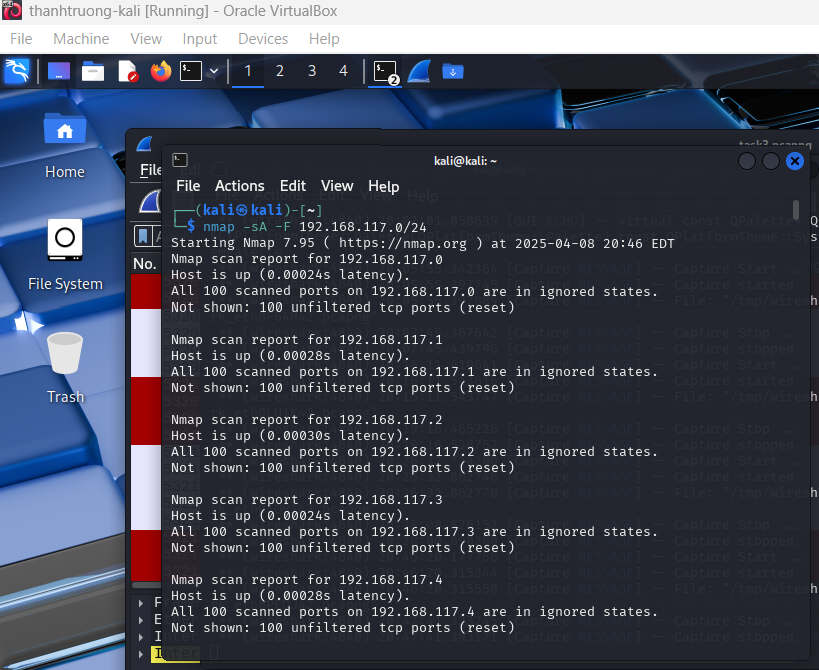 thanhtruong-kali [Running] - Oracle VirtualBox
File Machine View Input Devices Help
1 2 3 4
2
Home
File System
Trash
task3.pcapng
File Edi
No.
kali@kali: ~
File Actions Edit View Help
(kali㉿kali)-[~]
$ nmap -sA -F 192.168.117.0/24
Starting Nmap 7.95 ( https://nmap.org ) at 2025-04-08 20:46 EDT
Nmap scan report for 192.168.117.0
Host is up (0.00024s latency).
All 100 scanned ports on 192.168.117.0 are in ignored states.
Not shown: 100 unfiltered tcp ports (reset)
Nmap scan report for 192.168.117.1
Host is up (0.00028s latency).
All 100 scanned ports on 192.168.117.1 are in ignored states.
Not shown: 100 unfiltered tcp ports (reset)
Nmap scan report for 192.168.117.2
Host is up (0.00030s latency).
All 100 scanned ports on 192.168.117.2 are in ignored states.
Not shown: 100 unfiltered tcp ports (reset)
Nmap scan report for 192.168.117.3
Host is up (0.00024s latency).
All 100 scanned ports on 192.168.117.3 are in ignored states.
Not shown: 100 unfiltered tcp ports (reset)
Nmap scan report for 192.168.117.4
Host is up (0.00028s latency).
All 100 scanned ports on 192.168.117.4 are in ignored states.
Not shown: 100 unfiltered tcp ports (reset)